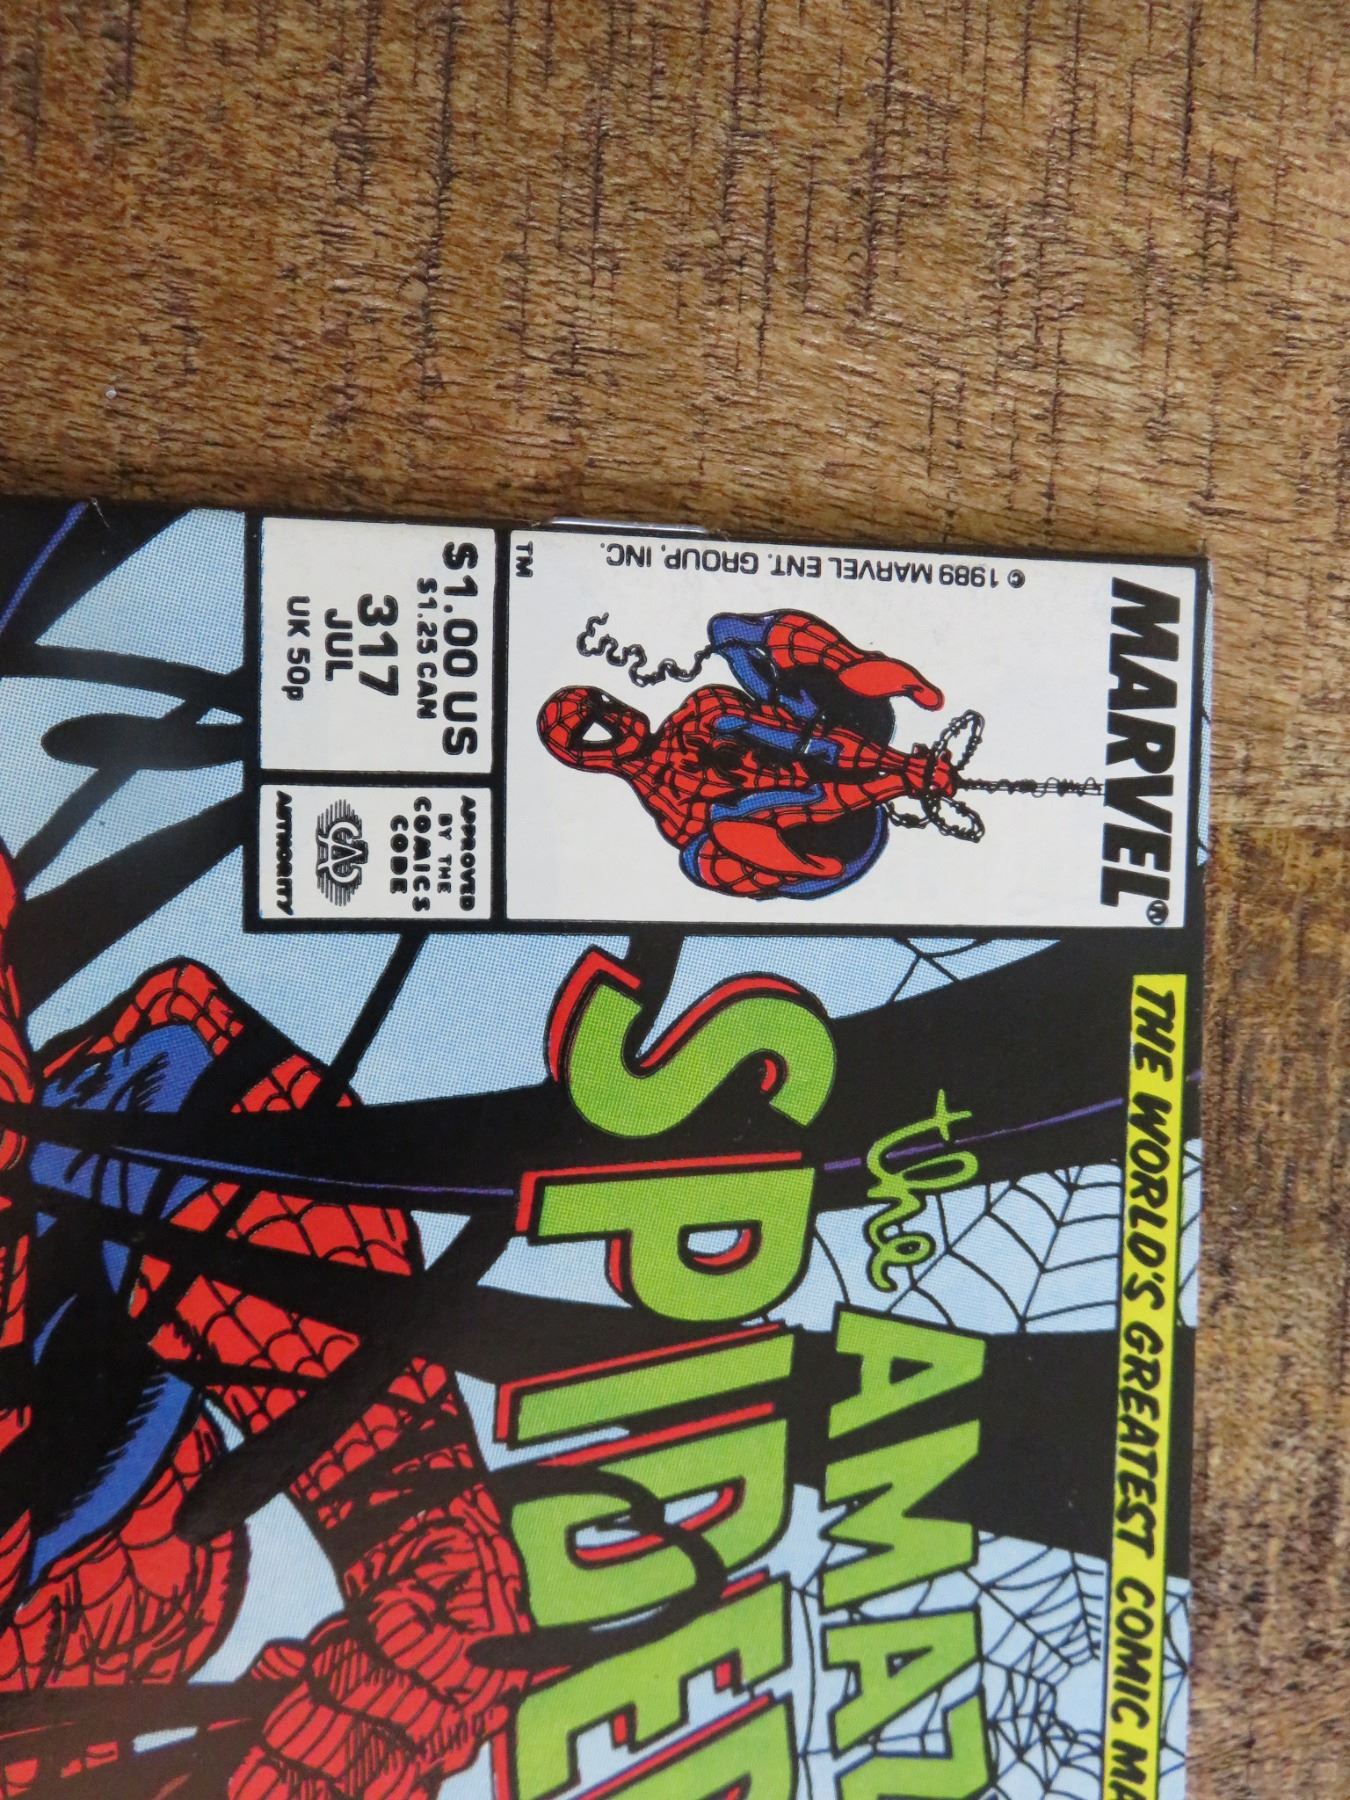 MARVEL®
© 1989 MARVEL ENT. GROUP, INC.
TM
$1.00 US
$1.25 CAN
317
JUL
UK 50p
APPROVED
BY THE
COMICS
CODE
AUTHORITY
THE WORLD'S GREATEST COMIC MA
the
AMAZ
SPIDER